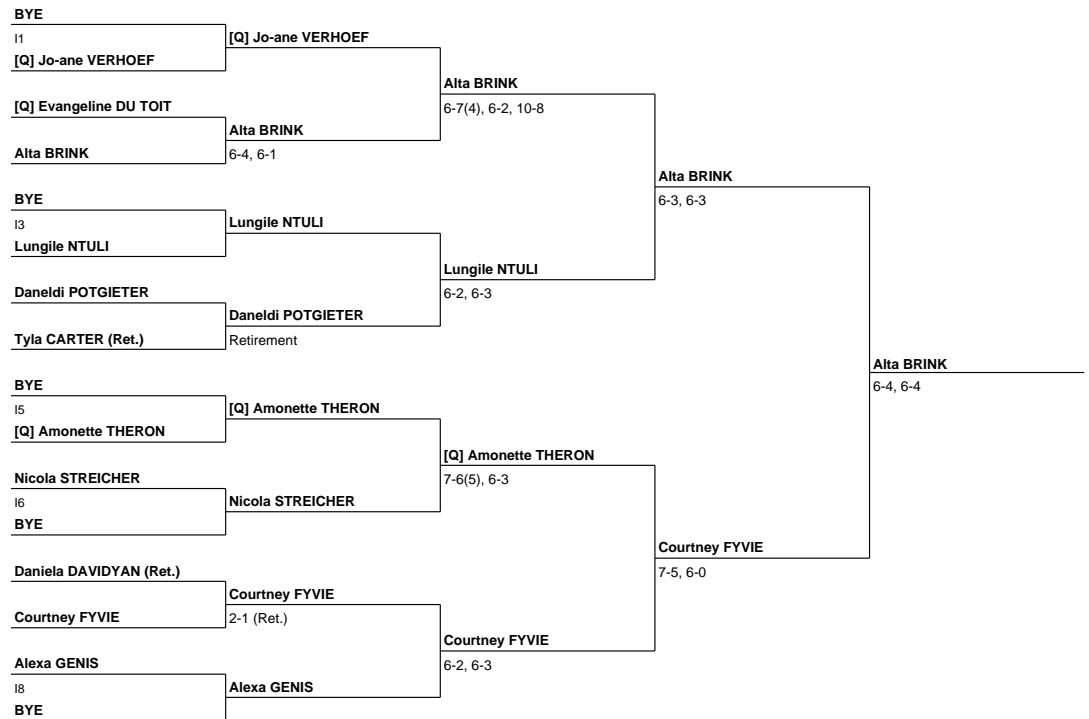 BYE
I1
[Q] Jo-ane VERHOEF
[Q] Evangeline DU TOIT
Alta BRINK
BYE
I3
Lungile NTULI
Daneldi POTGIETER
Tyla CARTER (Ret.)
BYE
I5
[Q] Amonette THERON
Nicola STREICHER
I6
BYE
Daniela DAVIDYAN (Ret.)
Courtney FYVIE
Alexa GENIS
I8
BYE
[Q] Jo-ane VERHOEF
Alta BRINK
6-4, 6-1
Lungile NTULI
Daneldi POTGIETER
Retirement
[Q] Amonette THERON
Nicola STREICHER
Courtney FYVIE
2-1 (Ret.)
Alexa GENIS
Alta BRINK
6-7(4), 6-2, 10-8
Lungile NTULI
6-2, 6-3
[Q] Amonette THERON
7-6(5), 6-3
Courtney FYVIE
6-2, 6-3
Alta BRINK
6-3, 6-3
Courtney FYVIE
7-5, 6-0
Alta BRINK
6-4, 6-4